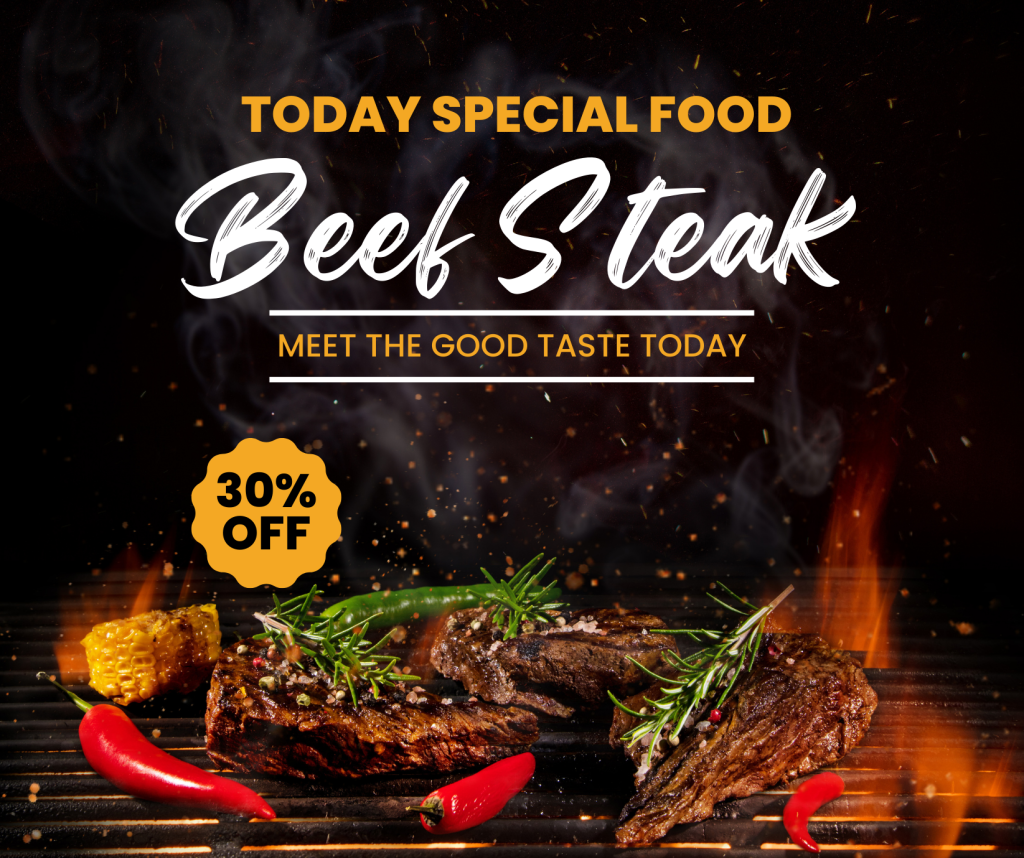 TODAY SPECIAL FOOD
Beef Steak
MEET THE GOOD TASTE TODAY
30%
OFF